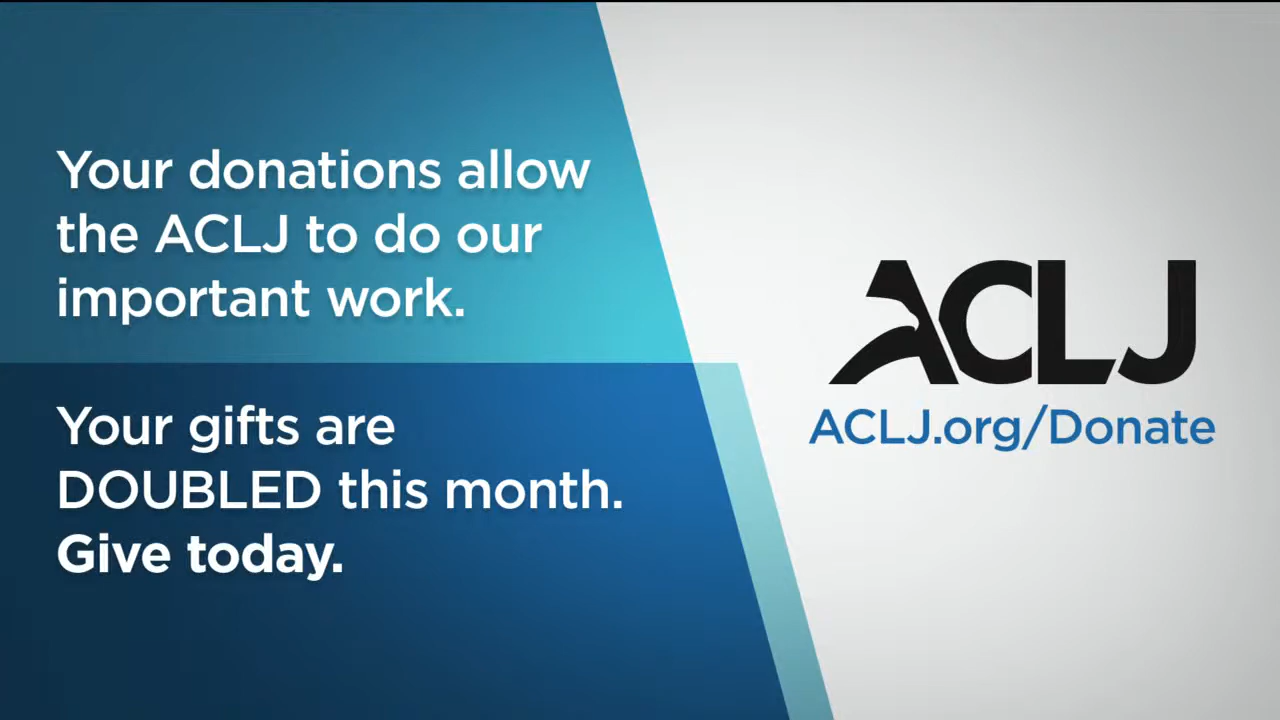 Your donations allow
the ACLJ to do our
important work.
Your gifts are
DOUBLED this month.
Give today.
ACLJ
ACLJ.org/Donate